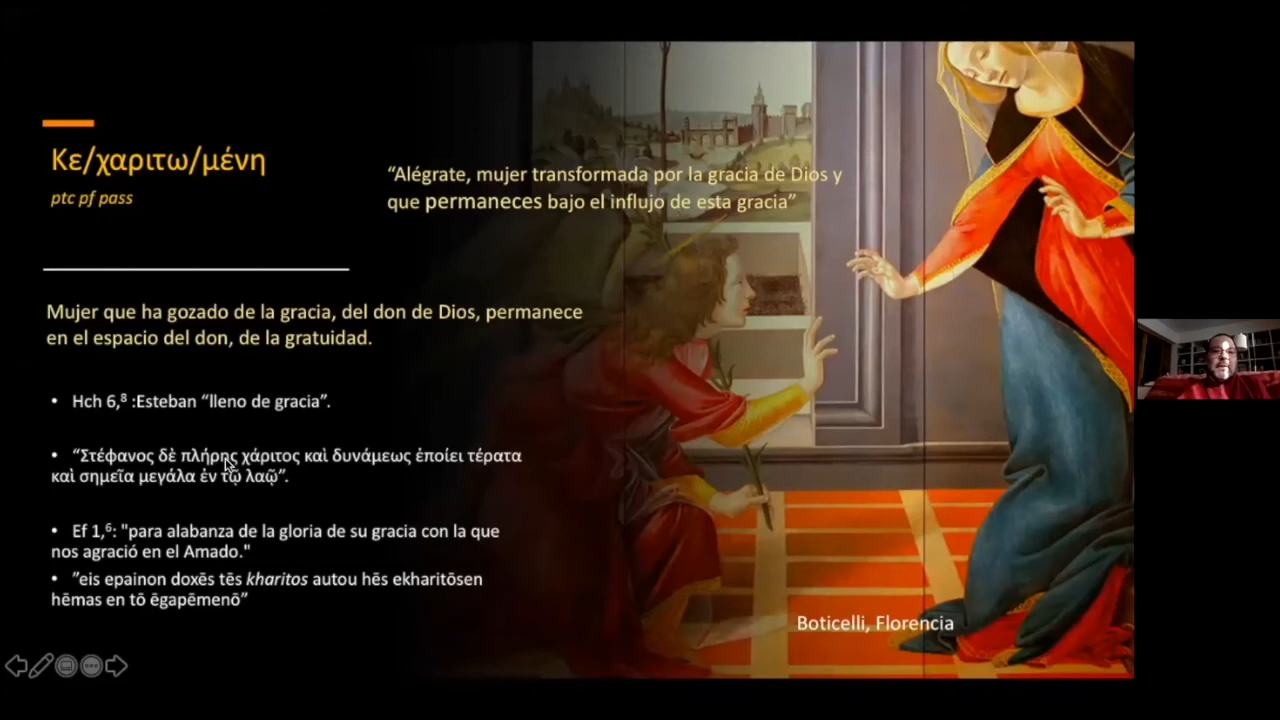 Κε/χαριτω/μένη
ptc pf pass
“Alégrate, mujer transformada por la gracia de Dios y
que permaneces bajo el influjo de esta gracia”
Mujer que ha gozado de la gracia, del don de Dios, permanece
en el espacio del don, de la gratuidad.
• Hch 6,⁸ :Esteban “lleno de gracia”.
• “Στέφανος δὲ πλήρης χάριτος καὶ δυνάμεως ἐποίει τέρατα
καὶ σημεῖα μεγάλα ἐν τῷ λαῷ”.
• Ef 1,⁶: "para alabanza de la gloria de su gracia con la que
nos agració en el Amado."
• ”eis epainon doxēs tēs kharitos autou hēs ekharitōsen
hēmas en tō ēgapēmenō”
Boticelli, Florencia